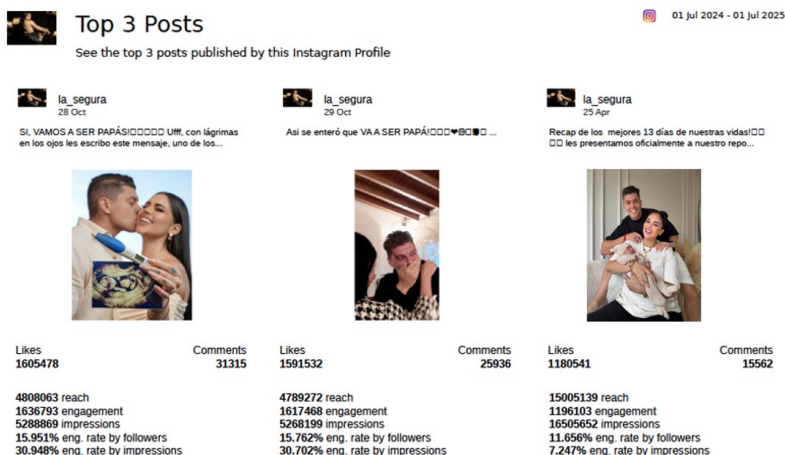 Top 3 Posts
01 Jul 2024 - 01 Jul 2025
See the top 3 posts published by this Instagram Profile
la_segura
28 Oct
SI, VAMOS A SER PAPÁS!□□□□□ Ufff, con lágrimas
en los ojos les escribo este mensaje, uno de los...
Likes
Comments
1605478
31315
4808063 reach
1636793 engagement
5288869 impressions
15.951% eng. rate by followers
30.948% eng. rate by impressions
la_segura
29 Oct
Asi se enteró que VA A SER PAPÁ!□□□❤ ...
Likes
Comments
1591532
25936
4789272 reach
1617468 engagement
5268199 impressions
15.762% eng. rate by followers
30.702% eng. rate by impressions
la_segura
25 Apr
Recap de los mejores 13 días de nuestras vidas!□□
□□ les presentamos oficialmente a nuestro repo...
Likes
Comments
1180541
15562
15005139 reach
1196103 engagement
16505652 impressions
11.656% eng. rate by followers
7.247% eng. rate by impressions